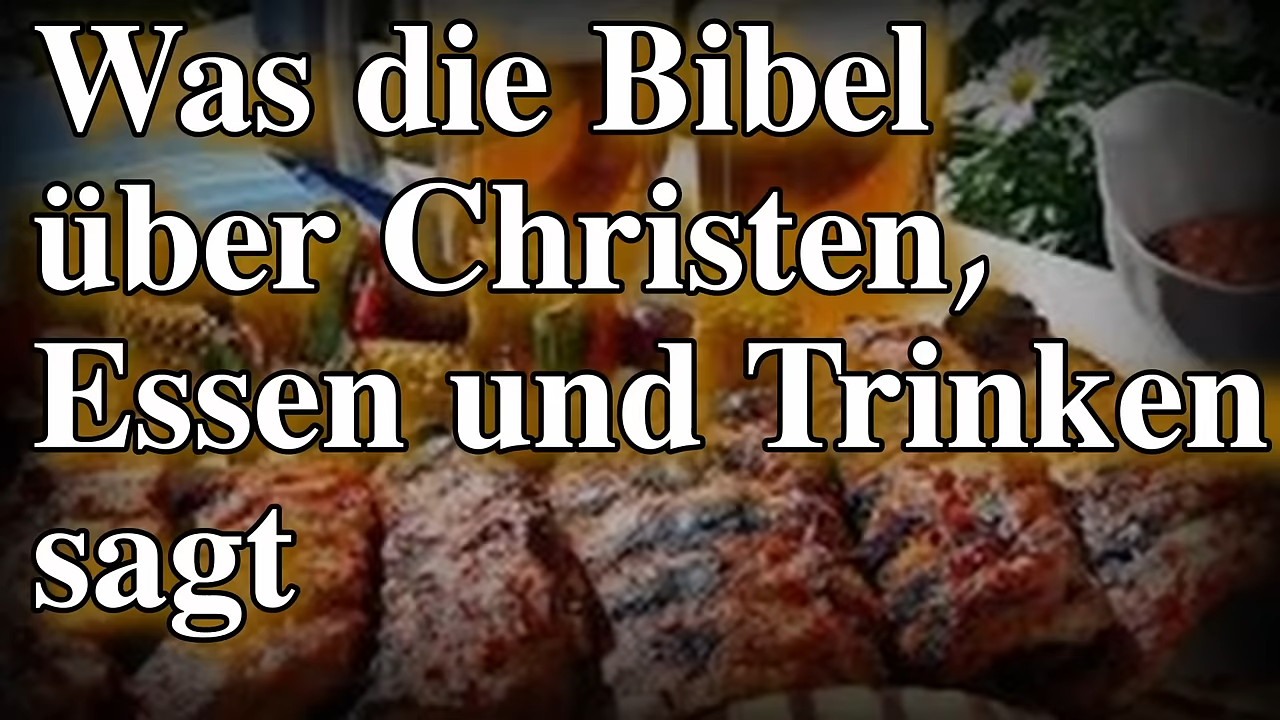 Was die Bibel
über Christen,
Essen und Trinken
sagt